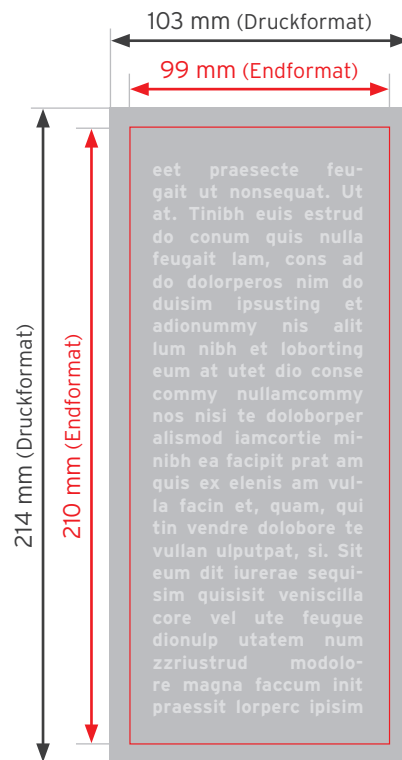 103 mm (Druckformat)
99 mm (Endformat)
214 mm (Druckformat)
210 mm (Endformat)
eet praesecte feu-
gait ut nonsequat. Ut
at. Tinibh euis estrud
do conum quis nulla
feugait lam, cons ad
do dolorperos nim do
duisim ipsusting et
adionummy nis alit
lum nibh et loborting
eum at utet dio conse
commy nullamcommy
nos nisi te doloborper
alismod iamcortie mi-
nibh ea facipit prat am
quis ex elenis am vul-
la facin et, quam, qui
tin vendre dolobore te
vullan ulputpat, si. Sit
eum dit iurerae sequi-
sim quisisit veniscilla
core vel ute feugue
dionulp utatem num
zzriustrud modolo-
re magna faccum init
praessit lorperc ipisim